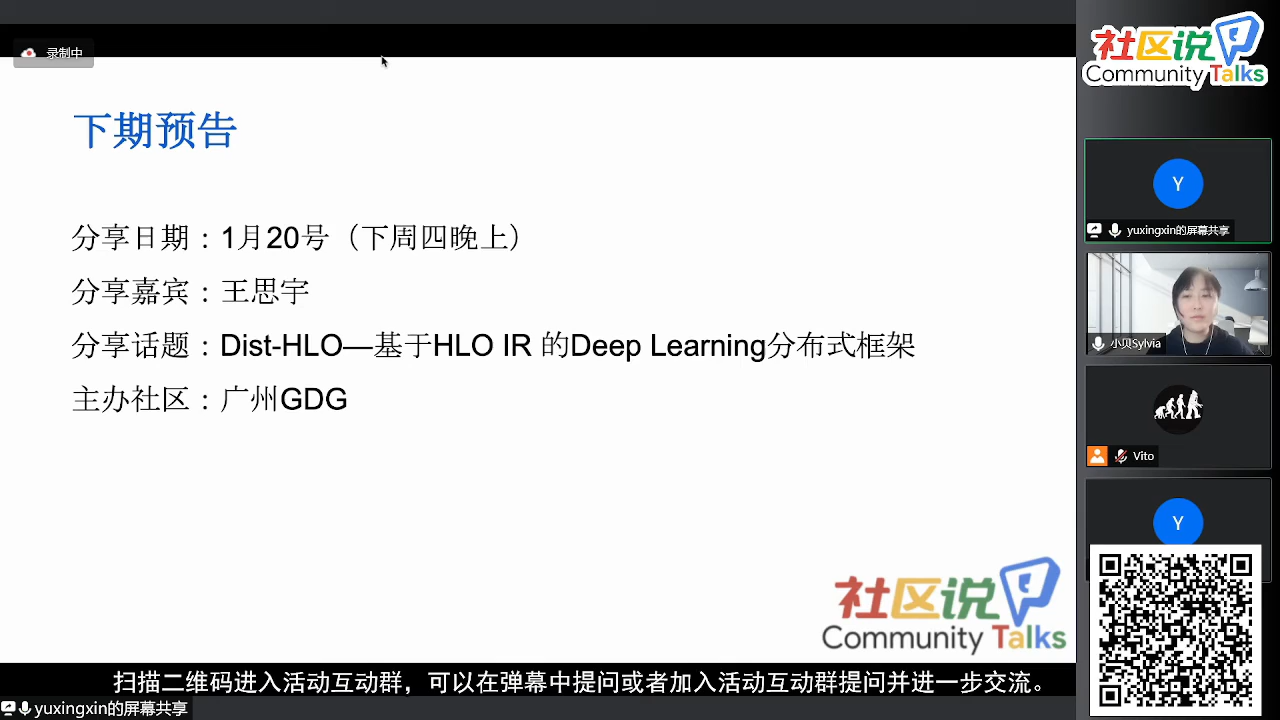 录制中
下期预告
分享日期：1月20号（下周四晚上）
分享嘉宾：王思宇
分享话题：Dist-HLO—基于HLO IR 的Deep Learning分布式框架
主办社区：广州GDG
社区说
Community Talks
扫描二维码进入活动互动群，可以在弹幕中提问或者加入活动互动群提问并进一步交流。
yuxingxin的屏幕共享
社区说
Community Talks
Y
yuxingxin的屏幕共享
小贝Sylvia
Vito
Y